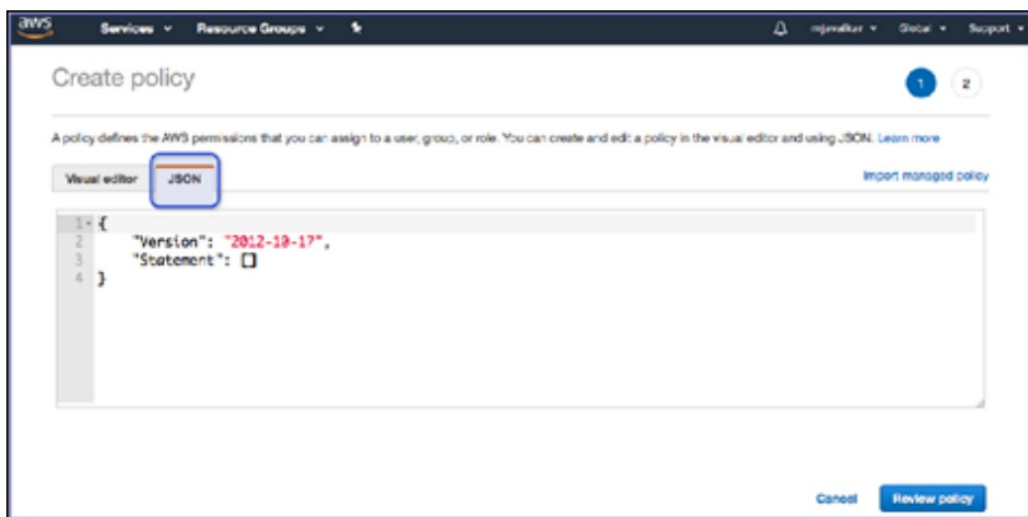 aws Services Resource Groups Global Support
Create policy 1 2
A policy defines the AWS permissions that you can assign to a user, group, or role. You can create and edit a policy in the visual editor and using JSON. Learn more
Visual editor JSON Import managed policy
1 {
2 "Version": "2012-10-17",
3 "Statement": []
4 }
Cancel Review policy